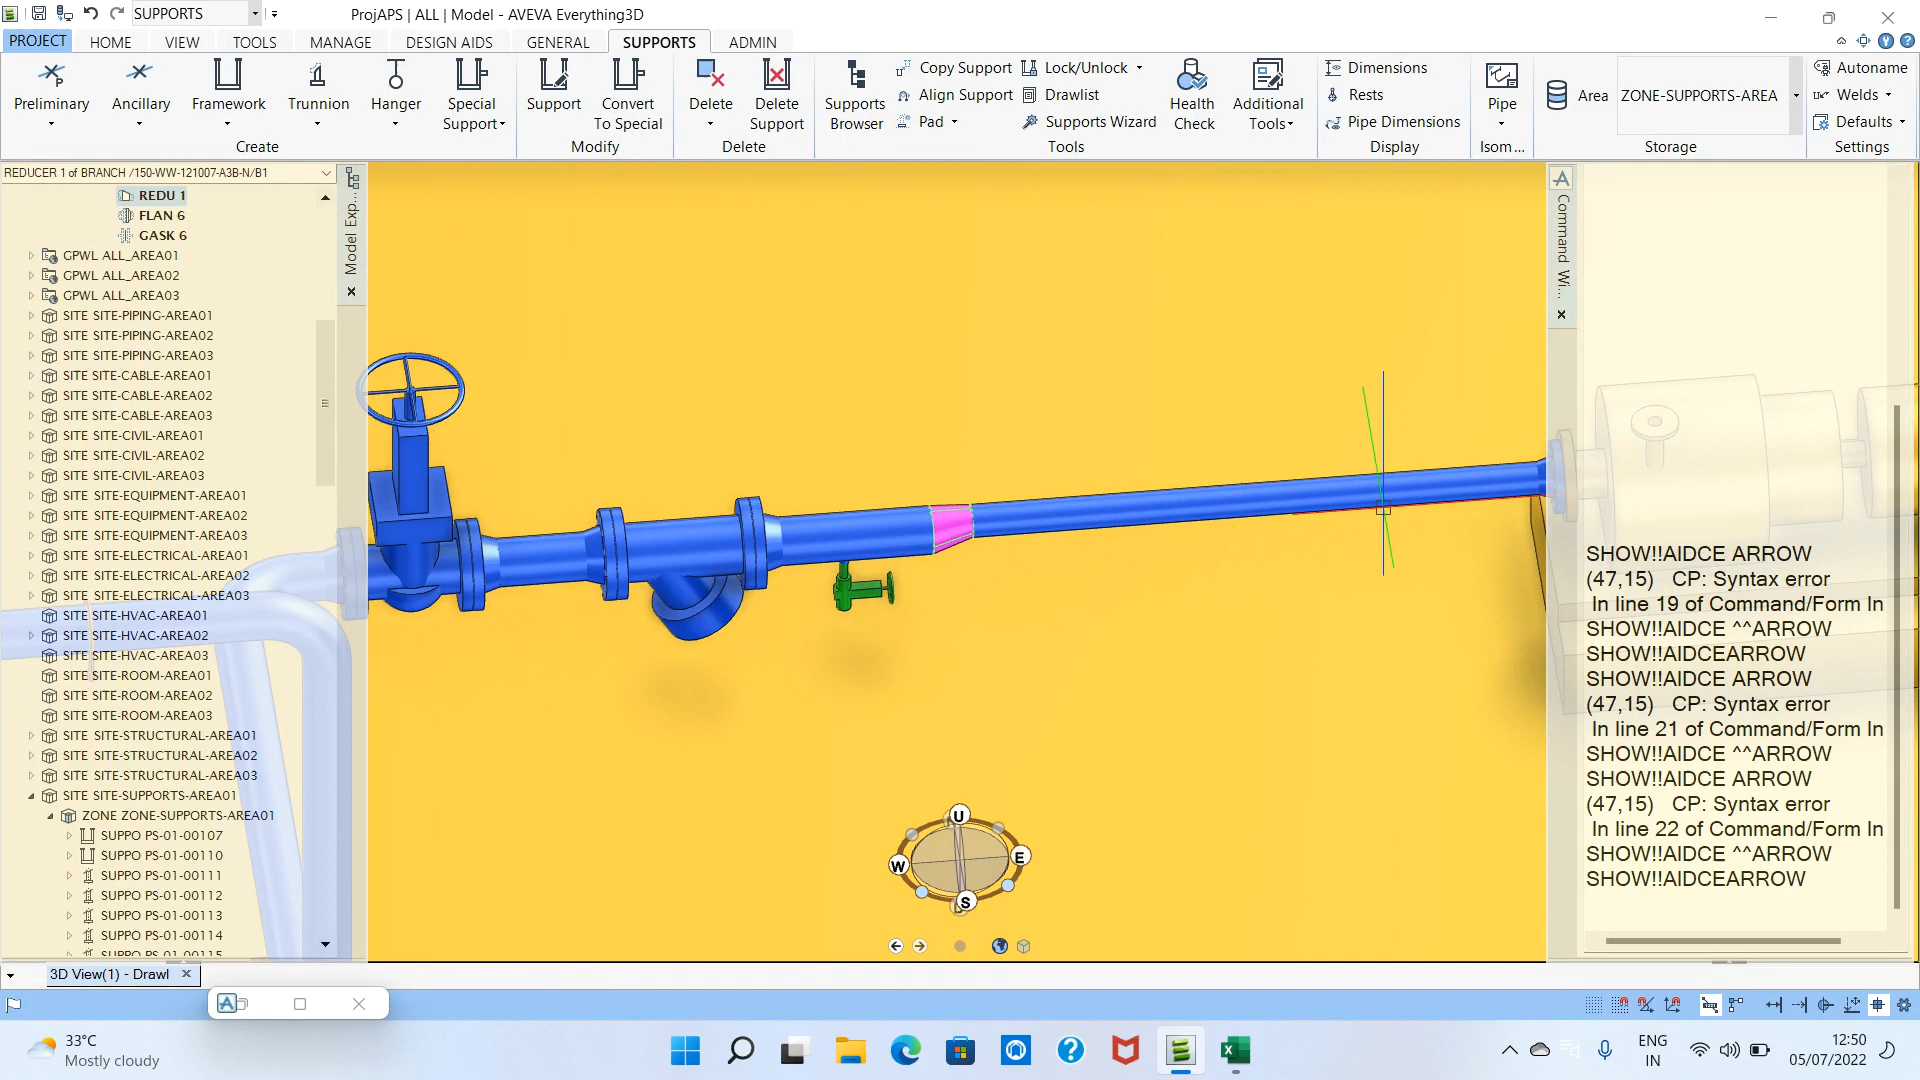 SUPPORTS
ProjAPS | ALL | Model - AVEVA Everything3D
PROJECT
HOME
VIEW
TOOLS
MANAGE
DESIGN AIDS
GENERAL
SUPPORTS
ADMIN
Preliminary
Ancillary
Framework
Trunnion
Hanger
Special Support
Create
Support
Convert To Special
Modify
Delete
Delete Support
Delete
Supports Browser
Copy Support
Align Support
Pad
Lock/Unlock
Drawlist
Supports Wizard
Health Check
Additional Tools
Tools
Dimensions
Rests
Pipe Dimensions
Display
Pipe
Isom ...
Area
ZONE-SUPPORTS-AREA
Storage
Autoname
Welds
Defaults
Settings
REDUCER 1 of BRANCH /150-WW-121007-A3B-N/B1
REDU 1
FLAN 6
GASK 6
GPWL ALL_AREA01
GPWL ALL_AREA02
GPWL ALL_AREA03
SITE SITE-PIPING-AREA01
SITE SITE-PIPING-AREA02
SITE SITE-PIPING-AREA03
SITE SITE-CABLE-AREA01
SITE SITE-CABLE-AREA02
SITE SITE-CABLE-AREA03
SITE SITE-CIVIL-AREA01
SITE SITE-CIVIL-AREA02
SITE SITE-CIVIL-AREA03
SITE SITE-EQUIPMENT-AREA01
SITE SITE-EQUIPMENT-AREA02
SITE SITE-EQUIPMENT-AREA03
SITE SITE-ELECTRICAL-AREA01
SITE SITE-ELECTRICAL-AREA02
SITE SITE-ELECTRICAL-AREA03
SITE SITE-HVAC-AREA01
SITE SITE-HVAC-AREA02
SITE SITE-HVAC-AREA03
SITE SITE-ROOM-AREA01
SITE SITE-ROOM-AREA02
SITE SITE-ROOM-AREA03
SITE SITE-STRUCTURAL-AREA01
SITE SITE-STRUCTURAL-AREA02
SITE SITE-STRUCTURAL-AREA03
SITE SITE-SUPPORTS-AREA01
ZONE ZONE-SUPPORTS-AREA01
SUPPO PS-01-00107
SUPPO PS-01-00110
SUPPO PS-01-00111
SUPPO PS-01-00112
SUPPO PS-01-00113
SUPPO PS-01-00114
SUPPO PS-01-00115
Model Exp...
U
W
E
S
Command Wi...
SHOW!!AIDCE ARROW
(47,15) CP: Syntax error
In line 19 of Command/Form In
SHOW!!AIDCE ^^ARROW
SHOW!!AIDCEARROW
SHOW!!AIDCE ARROW
(47,15) CP: Syntax error
In line 21 of Command/Form In
SHOW!!AIDCE ^^ARROW
SHOW!!AIDCE ARROW
(47,15) CP: Syntax error
In line 22 of Command/Form In
SHOW!!AIDCE ^^ARROW
SHOW!!AIDCEARROW
3D View(1) - Drawl
33°C
Mostly cloudy
ENG
IN
12:50
05/07/2022